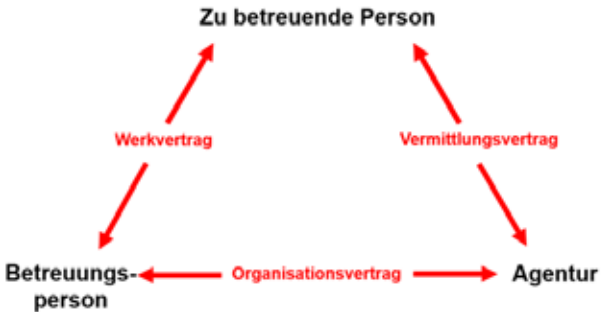 Zu betreuende Person
Werkvertrag
Vermittlungsvertrag
Betreuungs-
person
Organisationsvertrag
Agentur